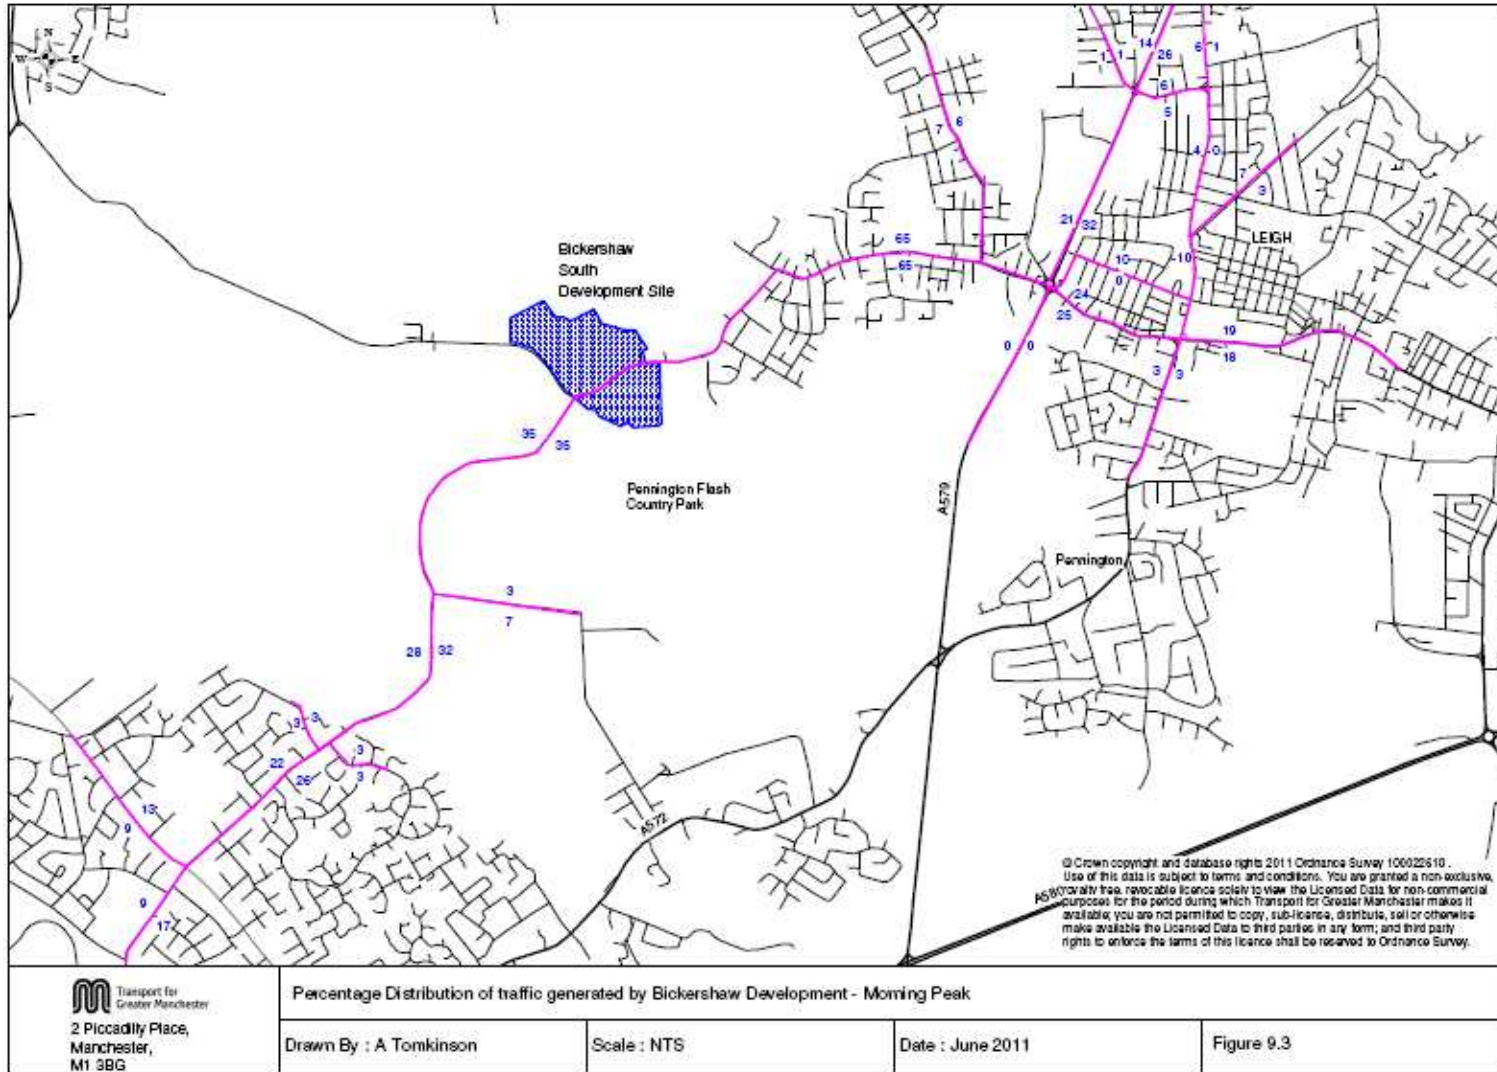 N
W E
S
14
1 1
26
6 1
6
5
7 6
4 0
7
3
21
32
LEIGH
65
65
10
0
10
24
25
19
18
0 0
3 3
Bickershaw
South
Development Site
35
35
Pennington Flash
Country Park
A579
Pennington
3
7
28 32
3 3
3
3
22
26
13
9
9
17
A572
A580
© Crown copyright and database rights 2011 Ordnance Survey 100022610 .
Use of this data is subject to terms and conditions. You are granted a non-exclusive,
royalty free, revocable licence solely to view the Licensed Data for non-commercial
purposes for the period during which Transport for Greater Manchester makes it
available; you are not permitted to copy, sub-license, distribute, sell or otherwise
make available the Licensed Data to third parties in any form; and third party
rights to enforce the terms of this licence shall be reserved to Ordnance Survey.
Transport for
Greater Manchester
2 Piccadilly Place,
Manchester,
M1 3BG
Percentage Distribution of traffic generated by Bickershaw Development - Morning Peak
Drawn By : A Tomkinson
Scale : NTS
Date : June 2011
Figure 9.3